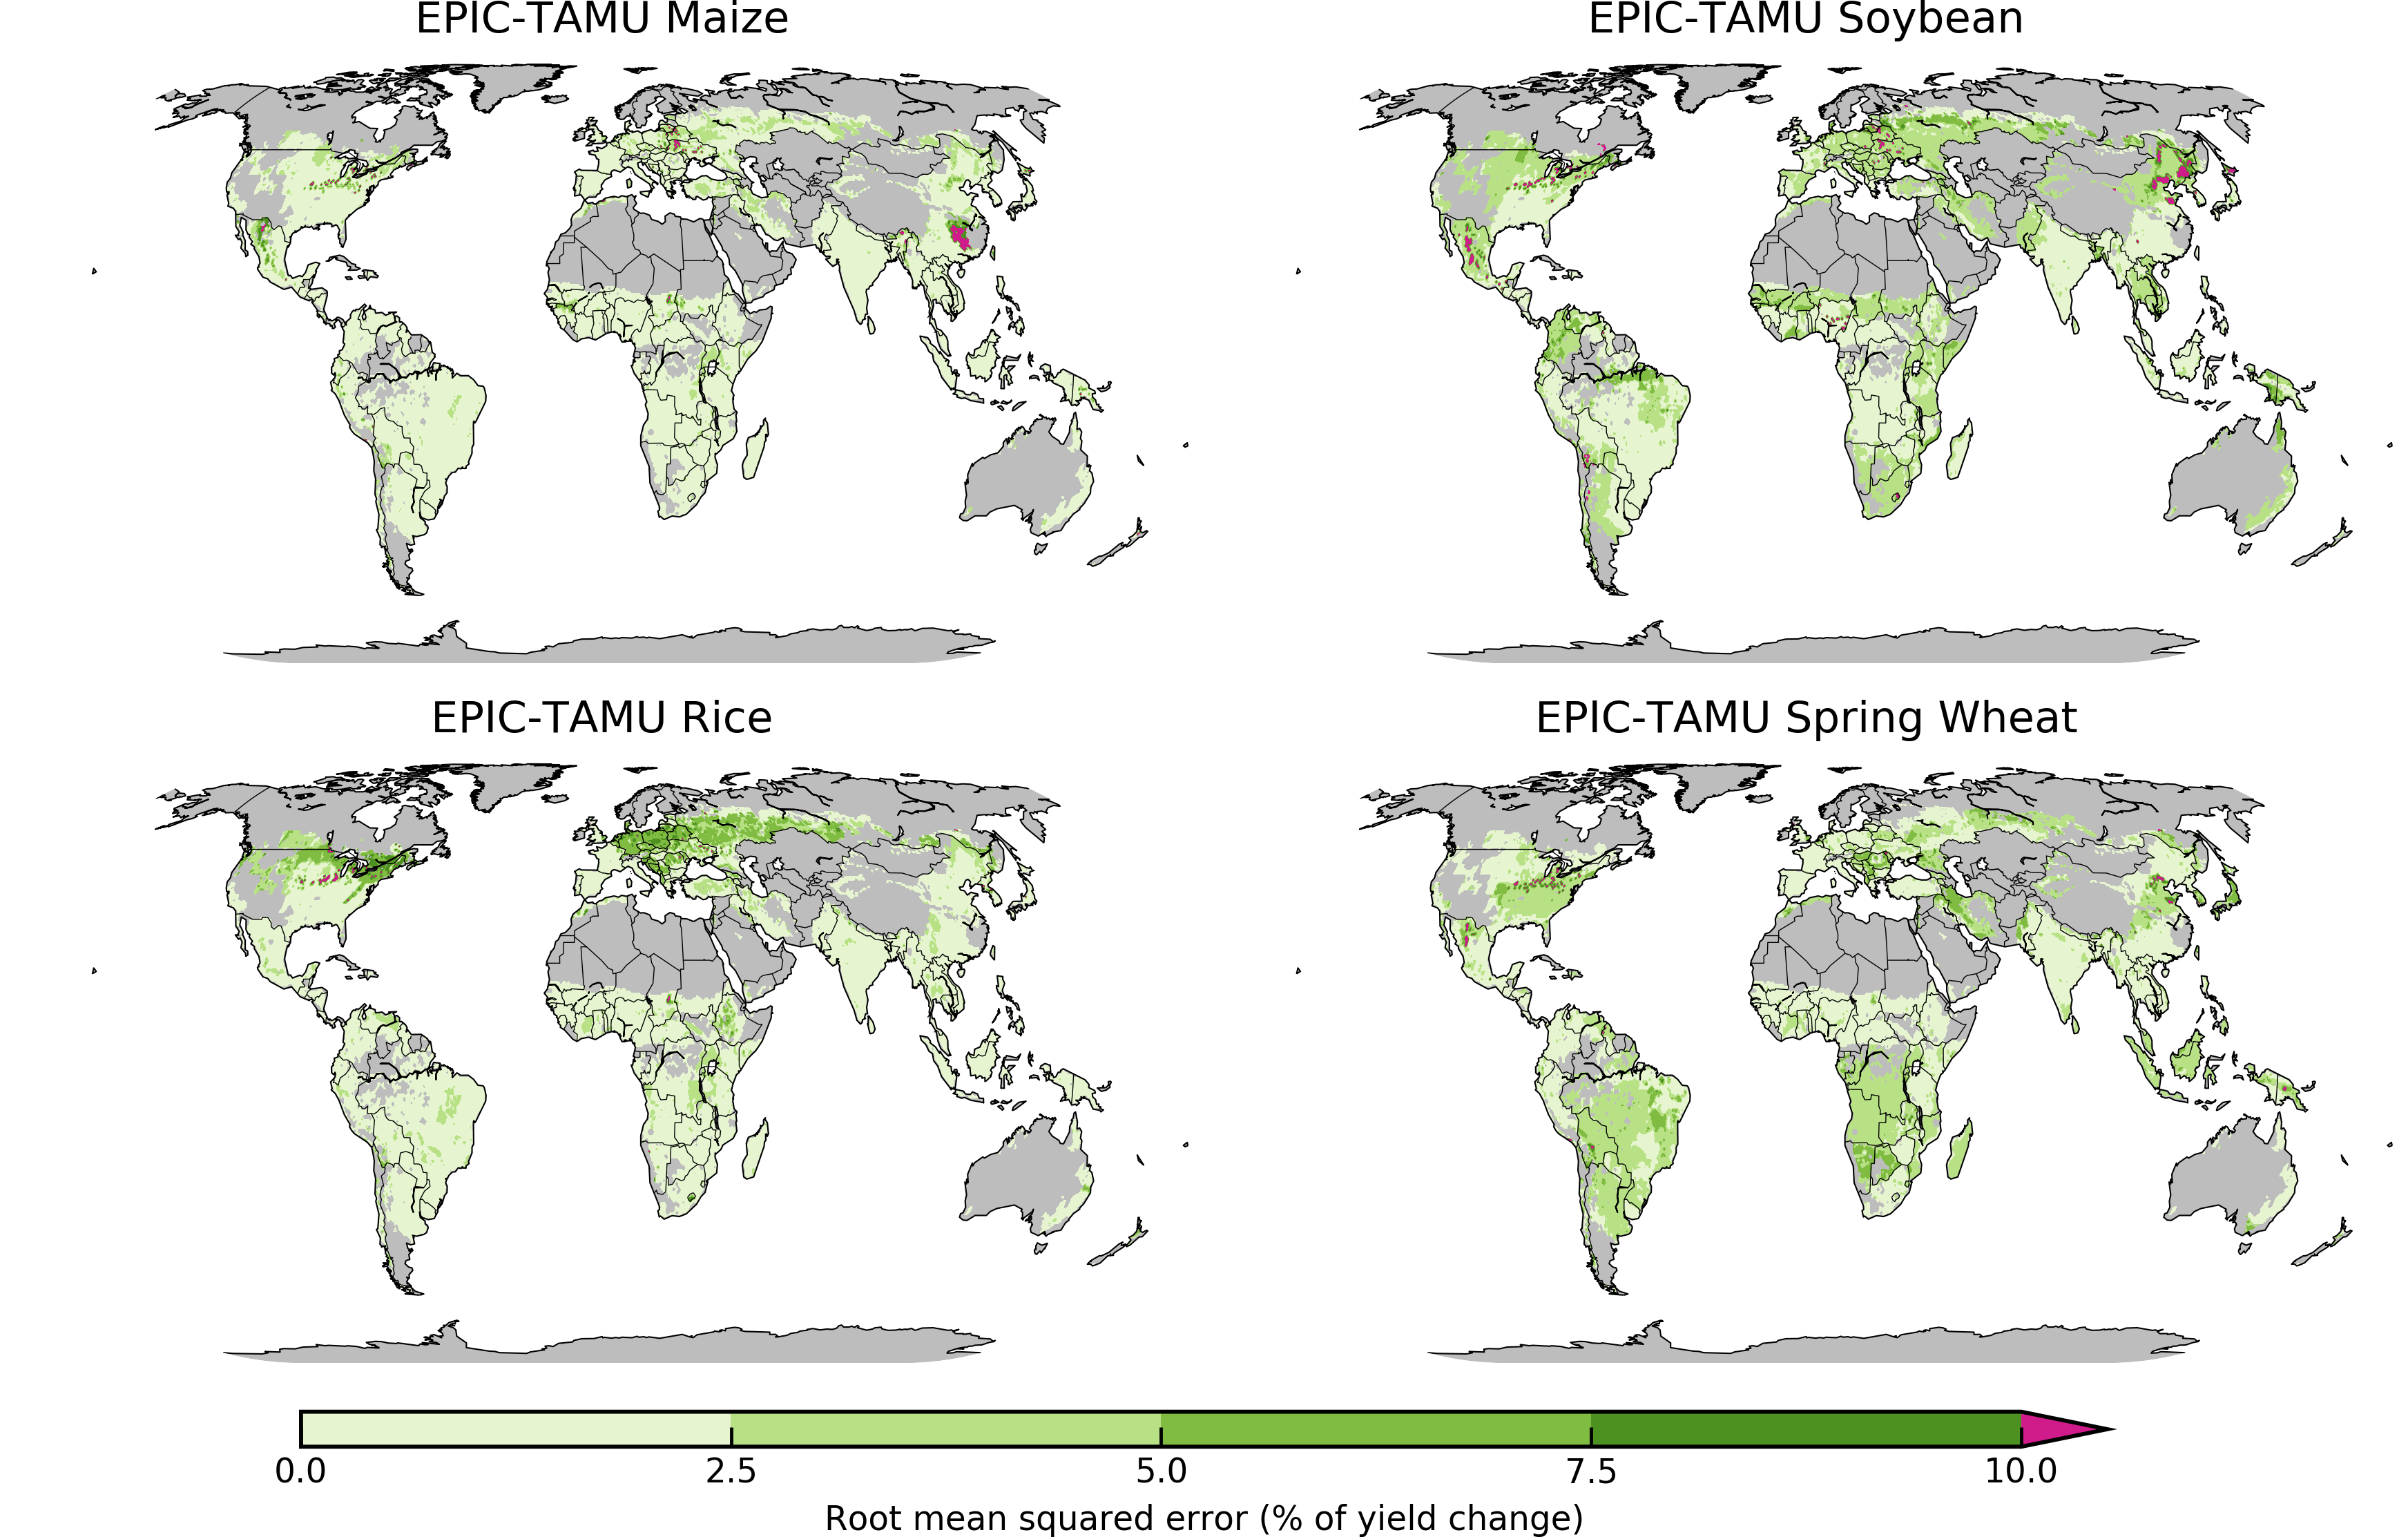 EPIC-TAMU Maize
EPIC-TAMU Soybean
EPIC-TAMU Rice
EPIC-TAMU Spring Wheat
0.0 2.5 5.0 7.5 10.0
Root mean squared error (% of yield change)